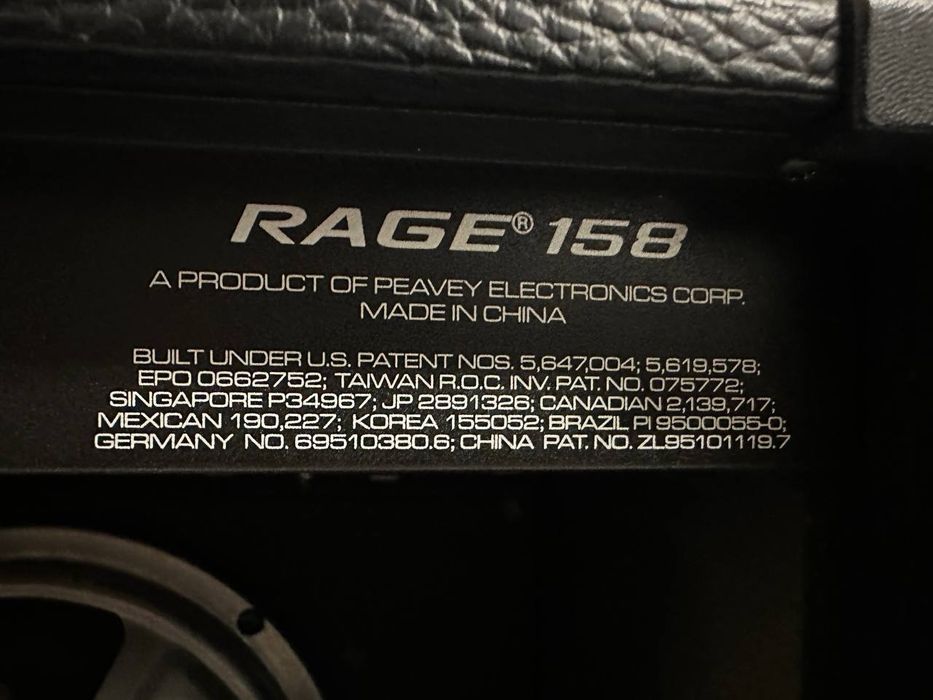 RAGE® 158
A PRODUCT OF PEAVEY ELECTRONICS CORP.
MADE IN CHINA
BUILT UNDER U.S. PATENT NOS. 5,647,004; 5,619,578;
EPO 0662752; TAIWAN R.O.C. INV. PAT. NO. 075772;
SINGAPORE P34967; JP 2891326; CANADIAN 2,139,717;
MEXICAN 190,227; KOREA 155052; BRAZIL PI 9500055-0;
GERMANY NO. 69510380.6; CHINA PAT. NO. ZL95101119.7